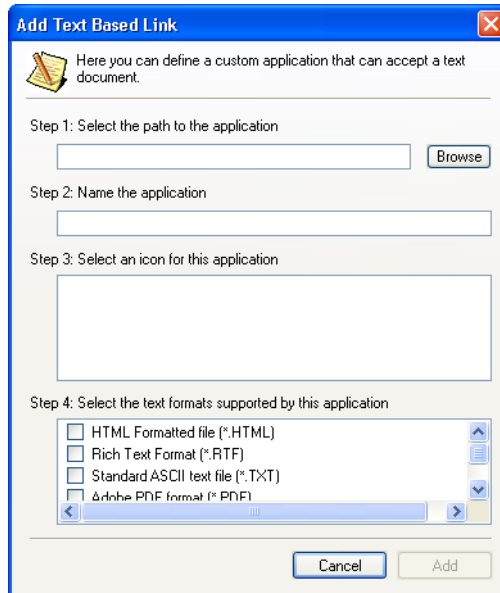 Add Text Based Link
Here you can define a custom application that can accept a text
document.
Step 1: Select the path to the application
Browse
Step 2: Name the application
Step 3: Select an icon for this application
Step 4: Select the text formats supported by this application
HTML Formatted file (*.HTML)
Rich Text Format (*.RTF)
Standard ASCII text file (*.TXT)
Adobe PDF format (*.PDF)
Cancel
Add